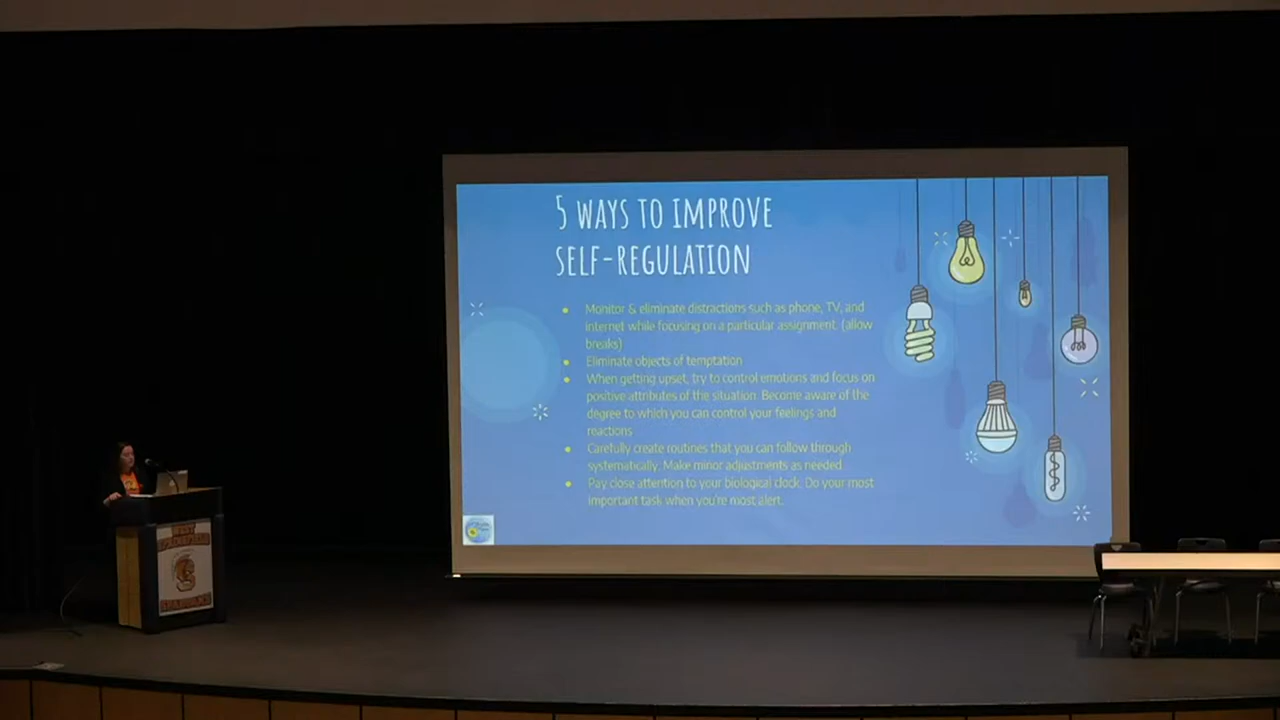 5 WAYS TO IMPROVE
SELF-REGULATION
Monitor & eliminate distractions such as phone, TV, and
internet while focusing on a particular assignment. (allow
breaks)
Eliminate objects of temptation
When getting upset, try to control emotions and focus on
positive attributes of the situation. Become aware of the
degree to which you can control your feelings and
reactions
Carefully create routines that you can follow through
systematically. Make minor adjustments as needed
Pay close attention to your biological clock. Do your most
important task when you're most alert.
WEST
SPRINGFIELD
SPARTANS